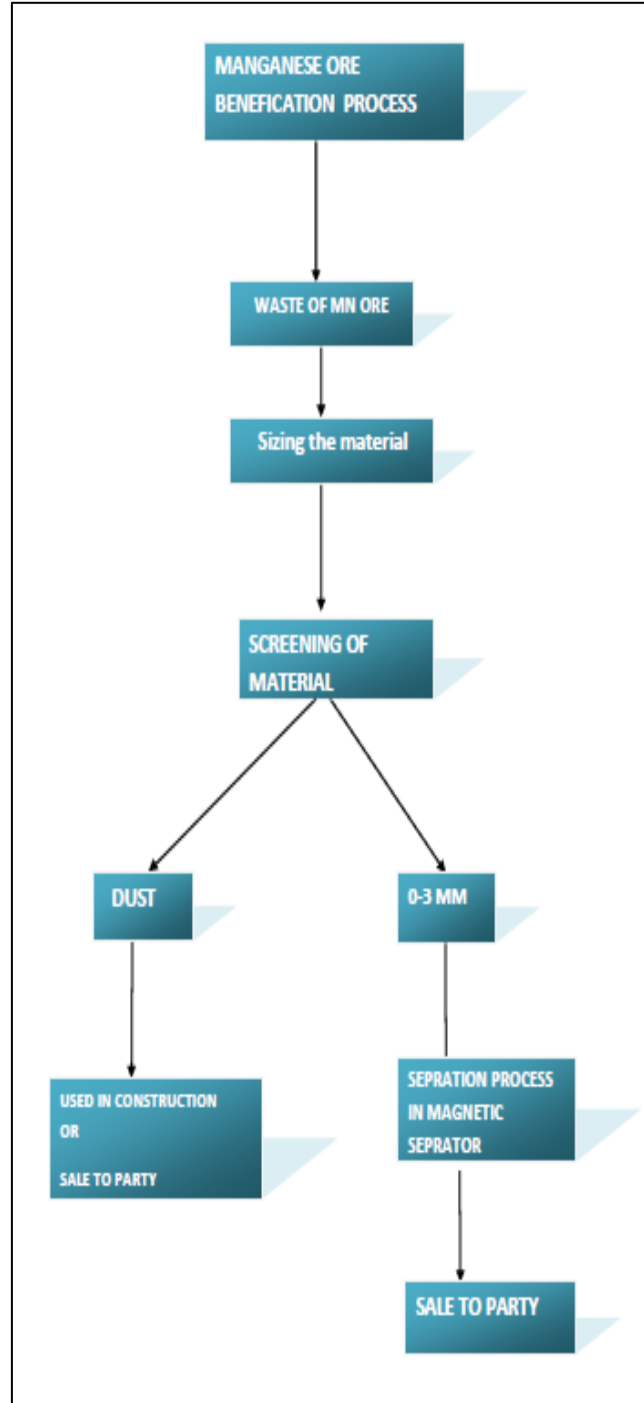 MANGANESE ORE
BENEFICATION PROCESS
WASTE OF MN ORE
Sizing the material
SCREENING OF
MATERIAL
DUST
0-3 MM
USED IN CONSTRUCTION
OR
SALE TO PARTY
SEPRATION PROCESS
IN MAGNETIC
SEPRATOR
SALE TO PARTY